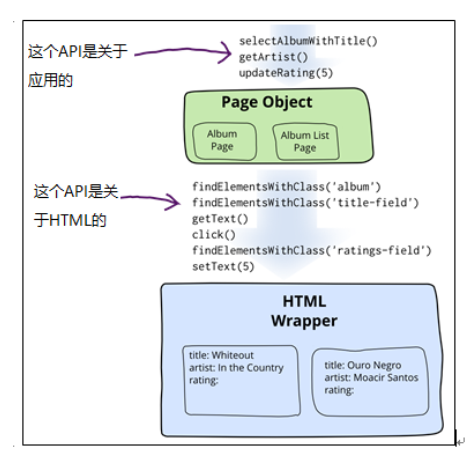 selectAlbumWithTitle()
这个API是关于
getArtist()
应用的
updateRating(5)
Page Object
Album
Page
Album List
Page
这个API是关
于HTML的
findElementsWithClass('album')
findElementsWithClass('title-field')
getText()
click()
findElementsWithClass('ratings-field')
setText(5)
HTML
Wrapper
title: Whiteout
artist: In the Country
rating:
title: Ouro Negro
artist: Moacir Santos
rating: